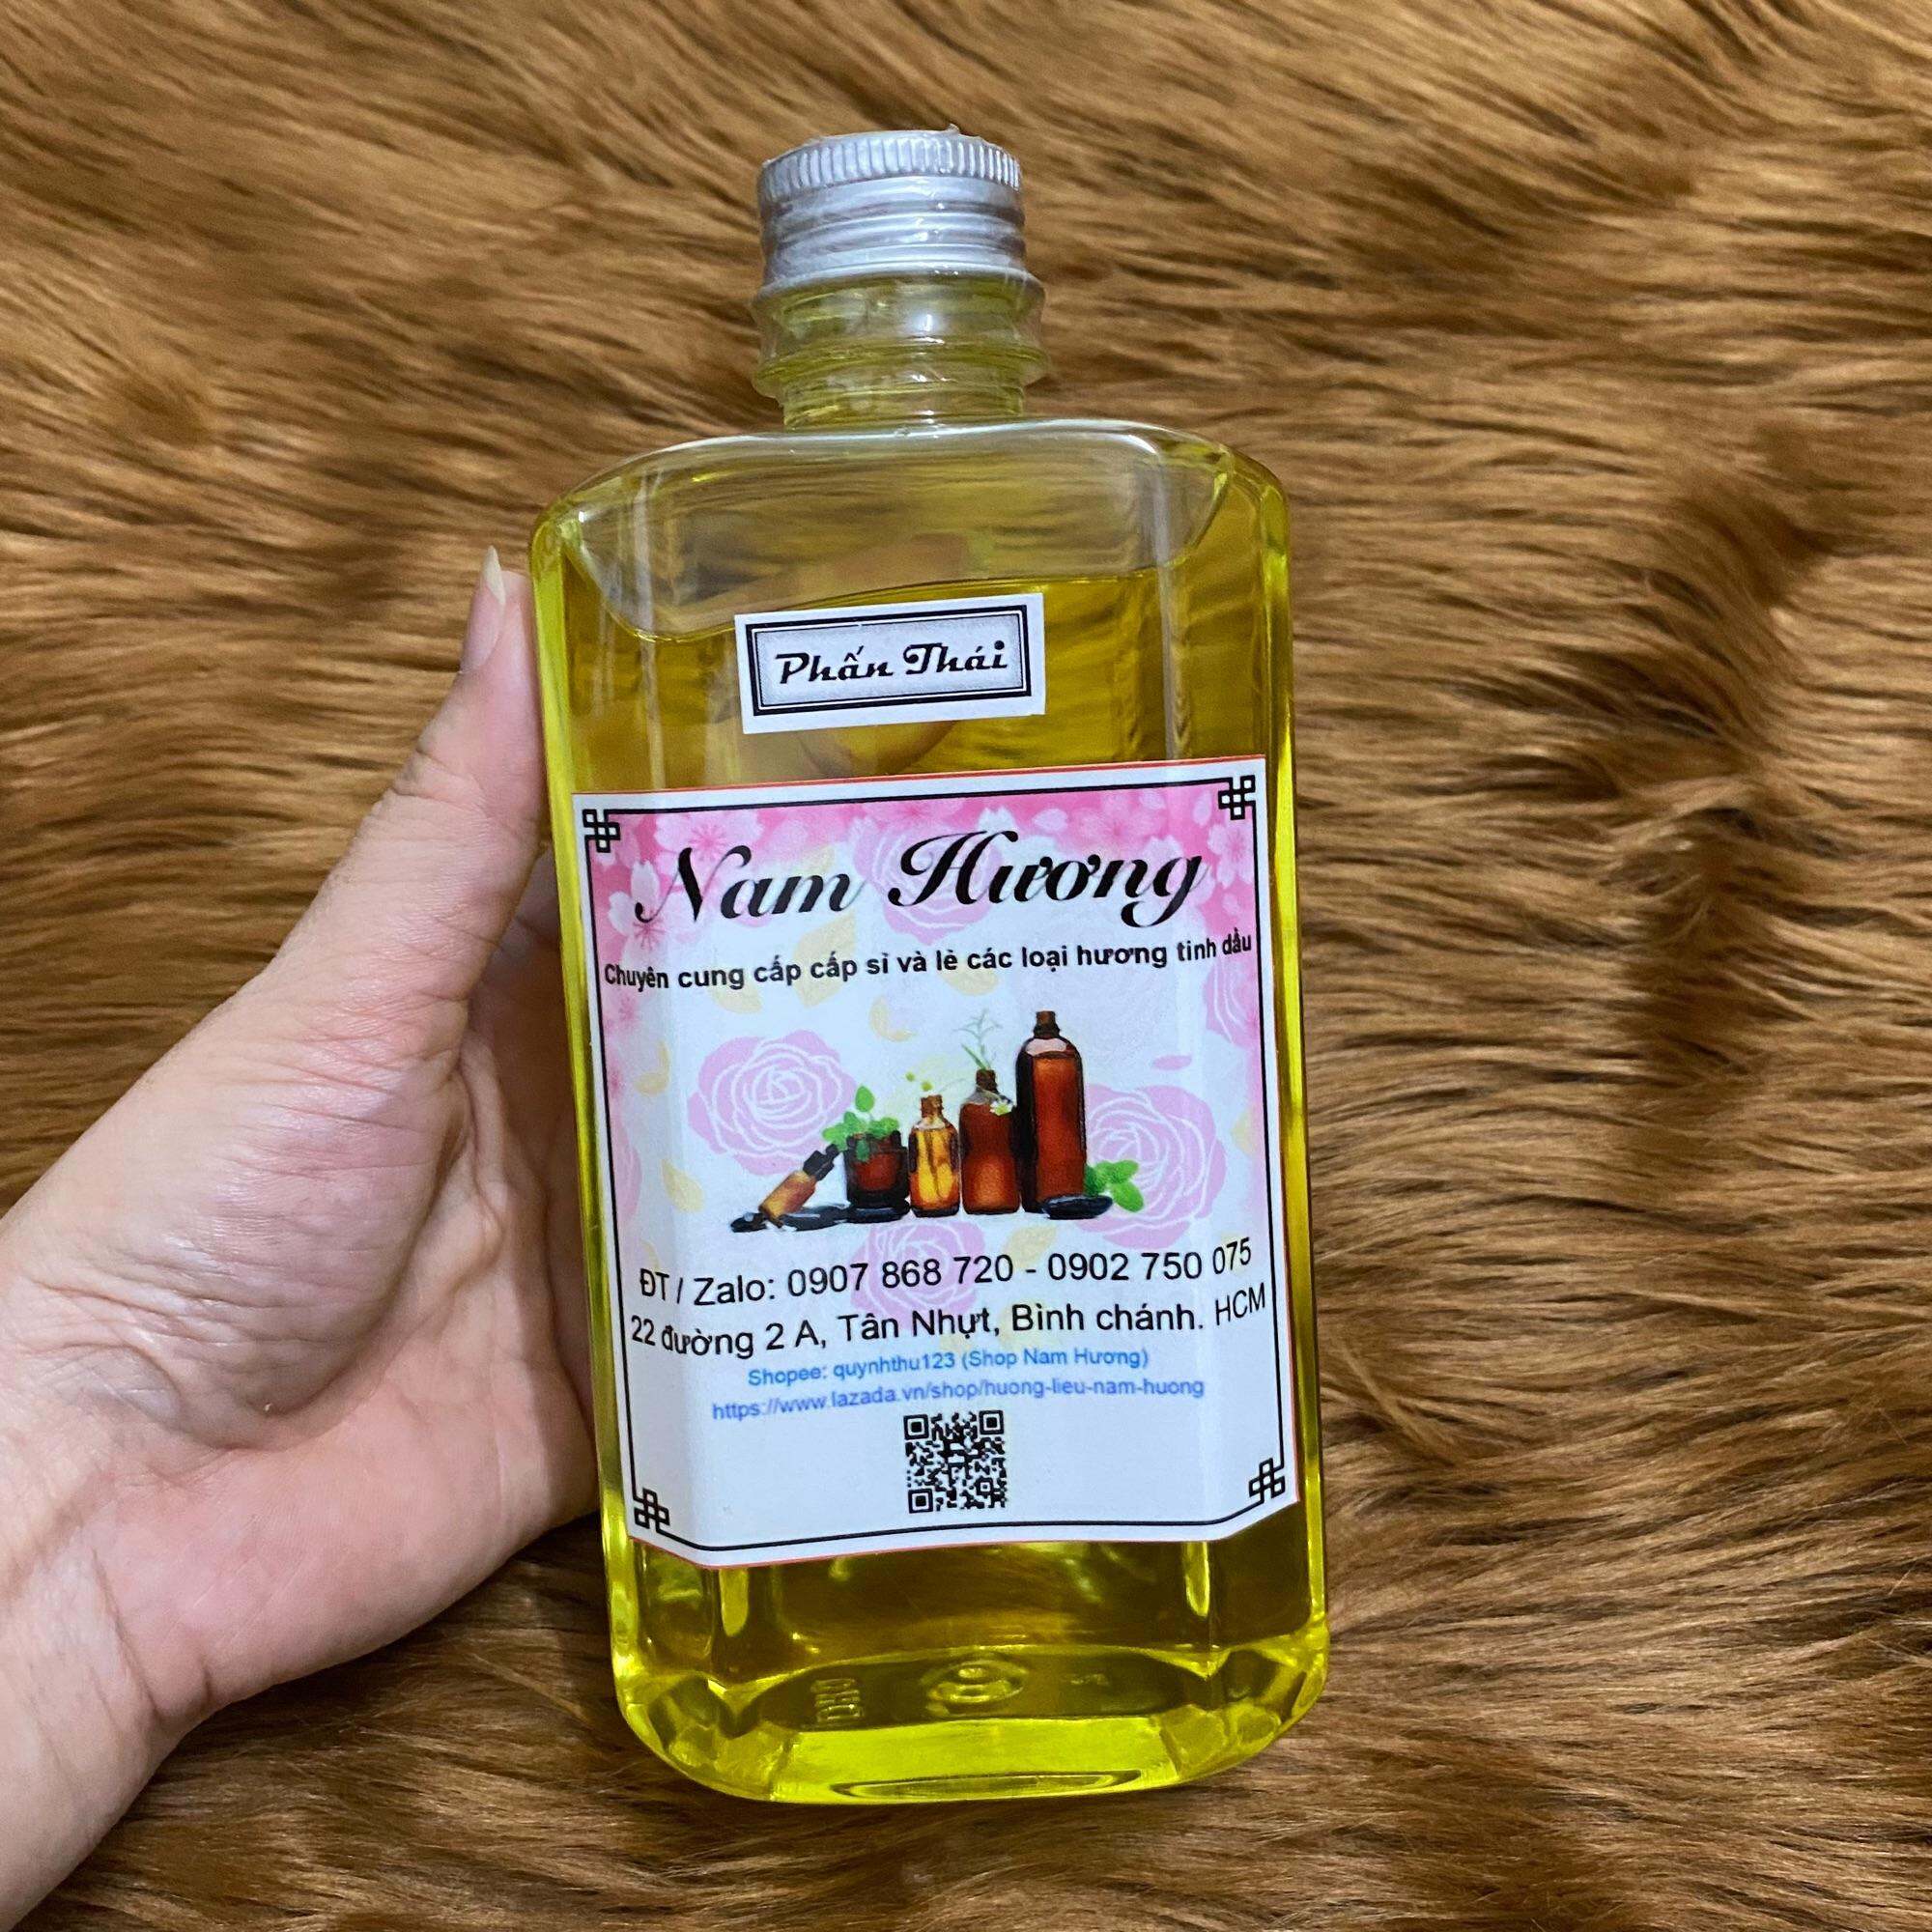 Phấn Thái
Nam Hương
Chuyên cung cấp cấp sỉ và lẻ các loại hương tinh dầu
ĐT / Zalo: 0907 868 720 - 0902 750 075
22 đường 2 A, Tân Nhựt, Bình chánh. HCM
Shopee: quynhthu123 (Shop Nam Hương)
https://www.lazada.vn/shop/huong-lieu-nam-huong